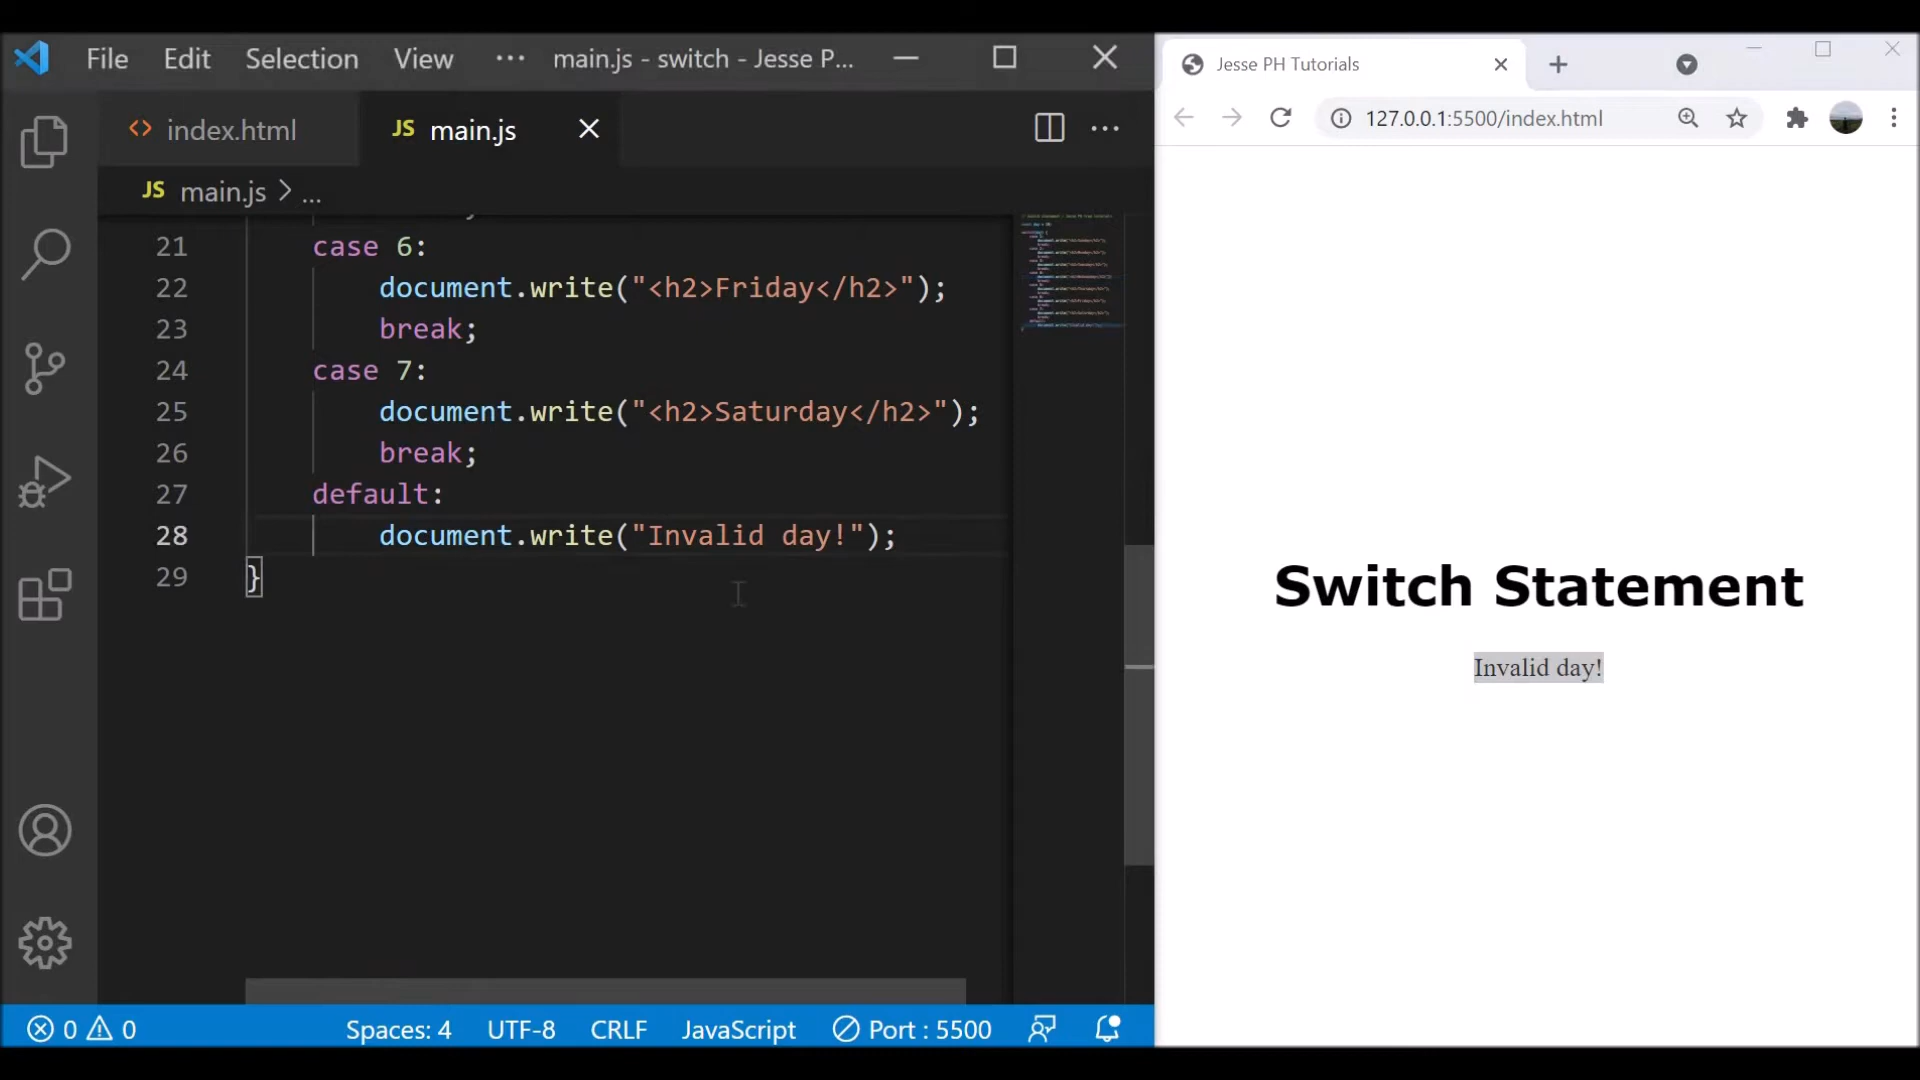 File Edit Selection View ··· main.js - switch - Jesse P...
index.html JS main.js
JS main.js > ...
21 case 6:
22 document.write("<h2>Friday</h2>");
23 break;
24 case 7:
25 document.write("<h2>Saturday</h2>");
26 break;
27 default:
28 document.write("Invalid day!");
29 }
0 0 Spaces: 4 UTF-8 CRLF JavaScript Port : 5500
Jesse PH Tutorials
127.0.0.1:5500/index.html
Switch Statement
Invalid day!